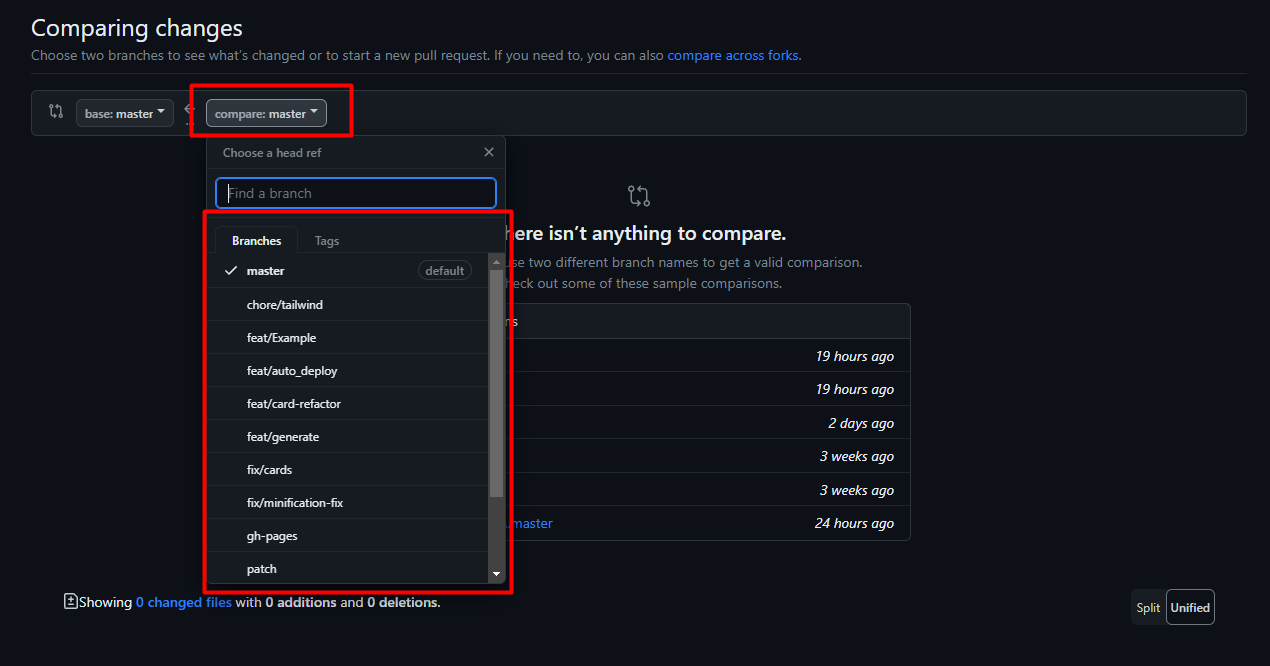 Comparing changes
Choose two branches to see what's changed or to start a new pull request. If you need to, you can also compare across forks.
base: master
compare: master
Choose a head ref
Find a branch
Branches Tags
master default
chore/tailwind
feat/Example
feat/auto_deploy
feat/card-refactor
feat/generate
fix/cards
fix/minification-fix
gh-pages
patch
here isn't anything to compare.
use two different branch names to get a valid comparison.
heck out some of these sample comparisons.
ns
19 hours ago
19 hours ago
2 days ago
3 weeks ago
3 weeks ago
master 24 hours ago
Showing 0 changed files with 0 additions and 0 deletions.
Split Unified